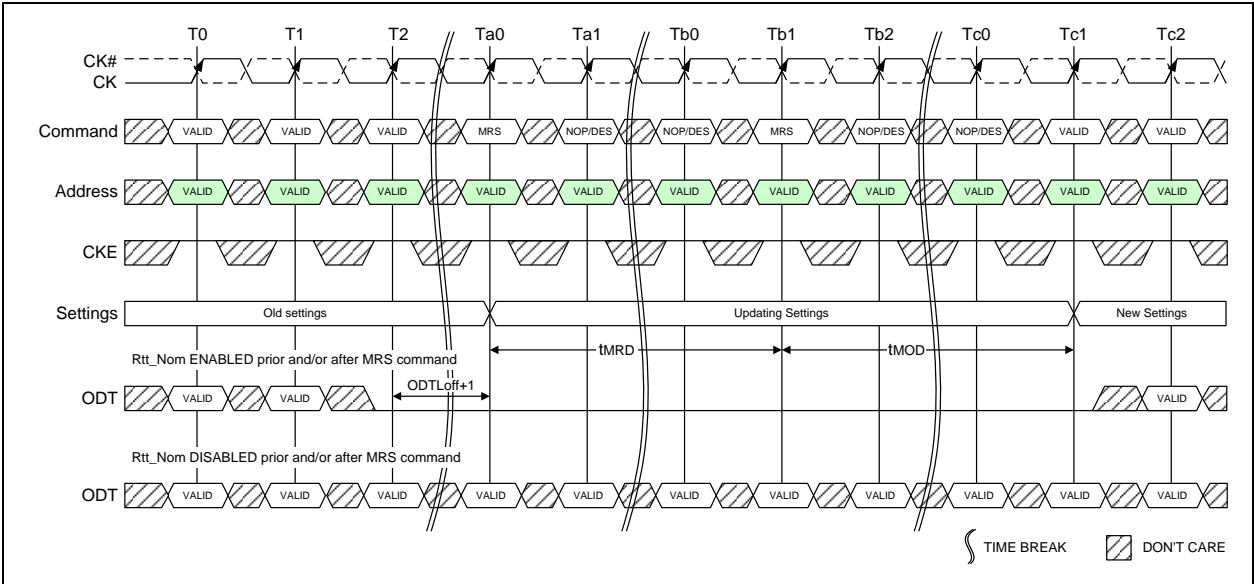 T0 T1 T2 Ta0 Ta1 Tb0 Tb1 Tb2 Tc0 Tc1 Tc2
CK#
CK
Command VALID VALID VALID MRS NOP/DES NOP/DES MRS NOP/DES NOP/DES VALID VALID
Address VALID VALID VALID VALID VALID VALID VALID VALID VALID VALID VALID
CKE
Settings Old settings Updating Settings New Settings
tMRD tMOD
Rtt_Nom ENABLED prior and/or after MRS command
ODTLoff+1
ODT VALID VALID VALID
Rtt_Nom DISABLED prior and/or after MRS command
ODT VALID VALID VALID VALID VALID VALID VALID VALID VALID VALID VALID
TIME BREAK DON'T CARE